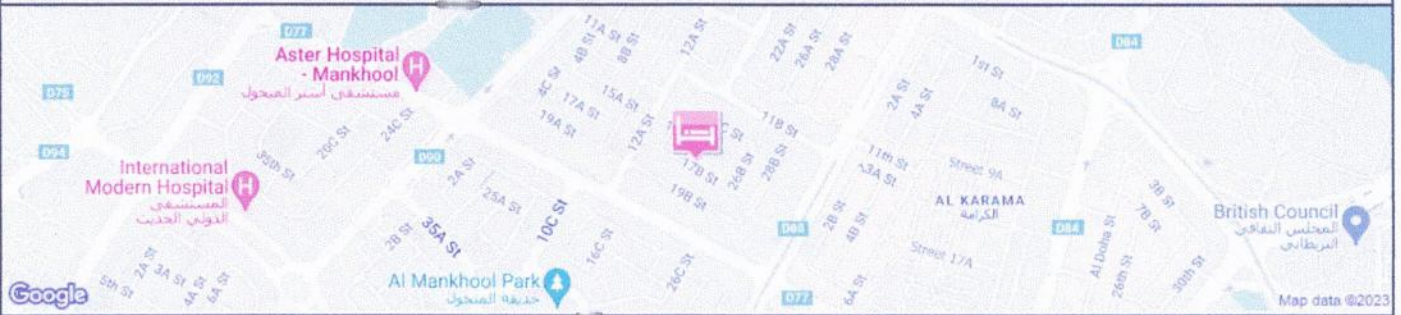 D77
11A St
4B St
8B St
12A St
22A St
26A St
28A St
D84
Aster Hospital
- Mankhool
مستشفى أستر المنخول
D92
D75
1st St
4C St
15A St
17A St
19A St
2A St
4A St
8A St
24C St
20C St
12A St
11B St
D94
D90
35th St
17B St
26B St
28B St
11th St
Street 9A
International
Modern Hospital
المستشفى
الدولي الحديث
2A St
25A St
19B St
AL KARAMA
الكرامة
3B St
7B St
British Council
المجلس الثقافي
البريطاني
2B St
35A St
10C St
16C St
D88
2B St
4B St
D84
Al Doha St
Street 17A
2A St
3A St
5th St
4A St
6A St
Al Mankhool Park
حديقة المنخول
26C St
D77
6A St
26th St
30th St
Google
Map data ©2023